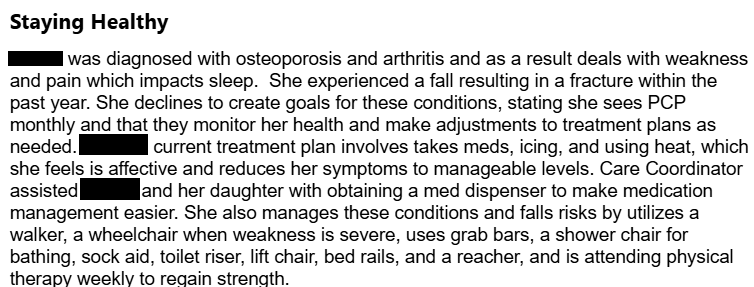 Staying Healthy
was diagnosed with osteoporosis and arthritis and as a result deals with weakness
and pain which impacts sleep.  She experienced a fall resulting in a fracture within the
past year. She declines to create goals for these conditions, stating she sees PCP
monthly and that they monitor her health and make adjustments to treatment plans as
needed. current treatment plan involves takes meds, icing, and using heat, which
she feels is affective and reduces her symptoms to manageable levels. Care Coordinator
assisted and her daughter with obtaining a med dispenser to make medication
management easier. She also manages these conditions and falls risks by utilizes a
walker, a wheelchair when weakness is severe, uses grab bars, a shower chair for
bathing, sock aid, toilet riser, lift chair, bed rails, and a reacher, and is attending physical
therapy weekly to regain strength.